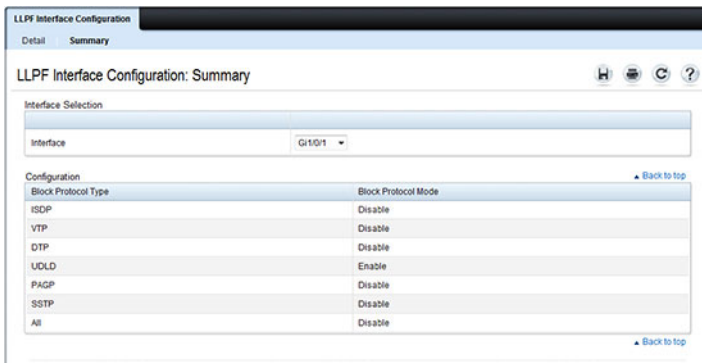 LLPF Interface Configuration
Detail Summary
LLPF Interface Configuration: Summary
Interface Selection
Interface Gi1/0/1
Configuration Back to top
Block Protocol Type Block Protocol Mode
ISDP Disable
VTP Disable
DTP Disable
UDLD Enable
PAGP Disable
SSTP Disable
All Disable
Back to top